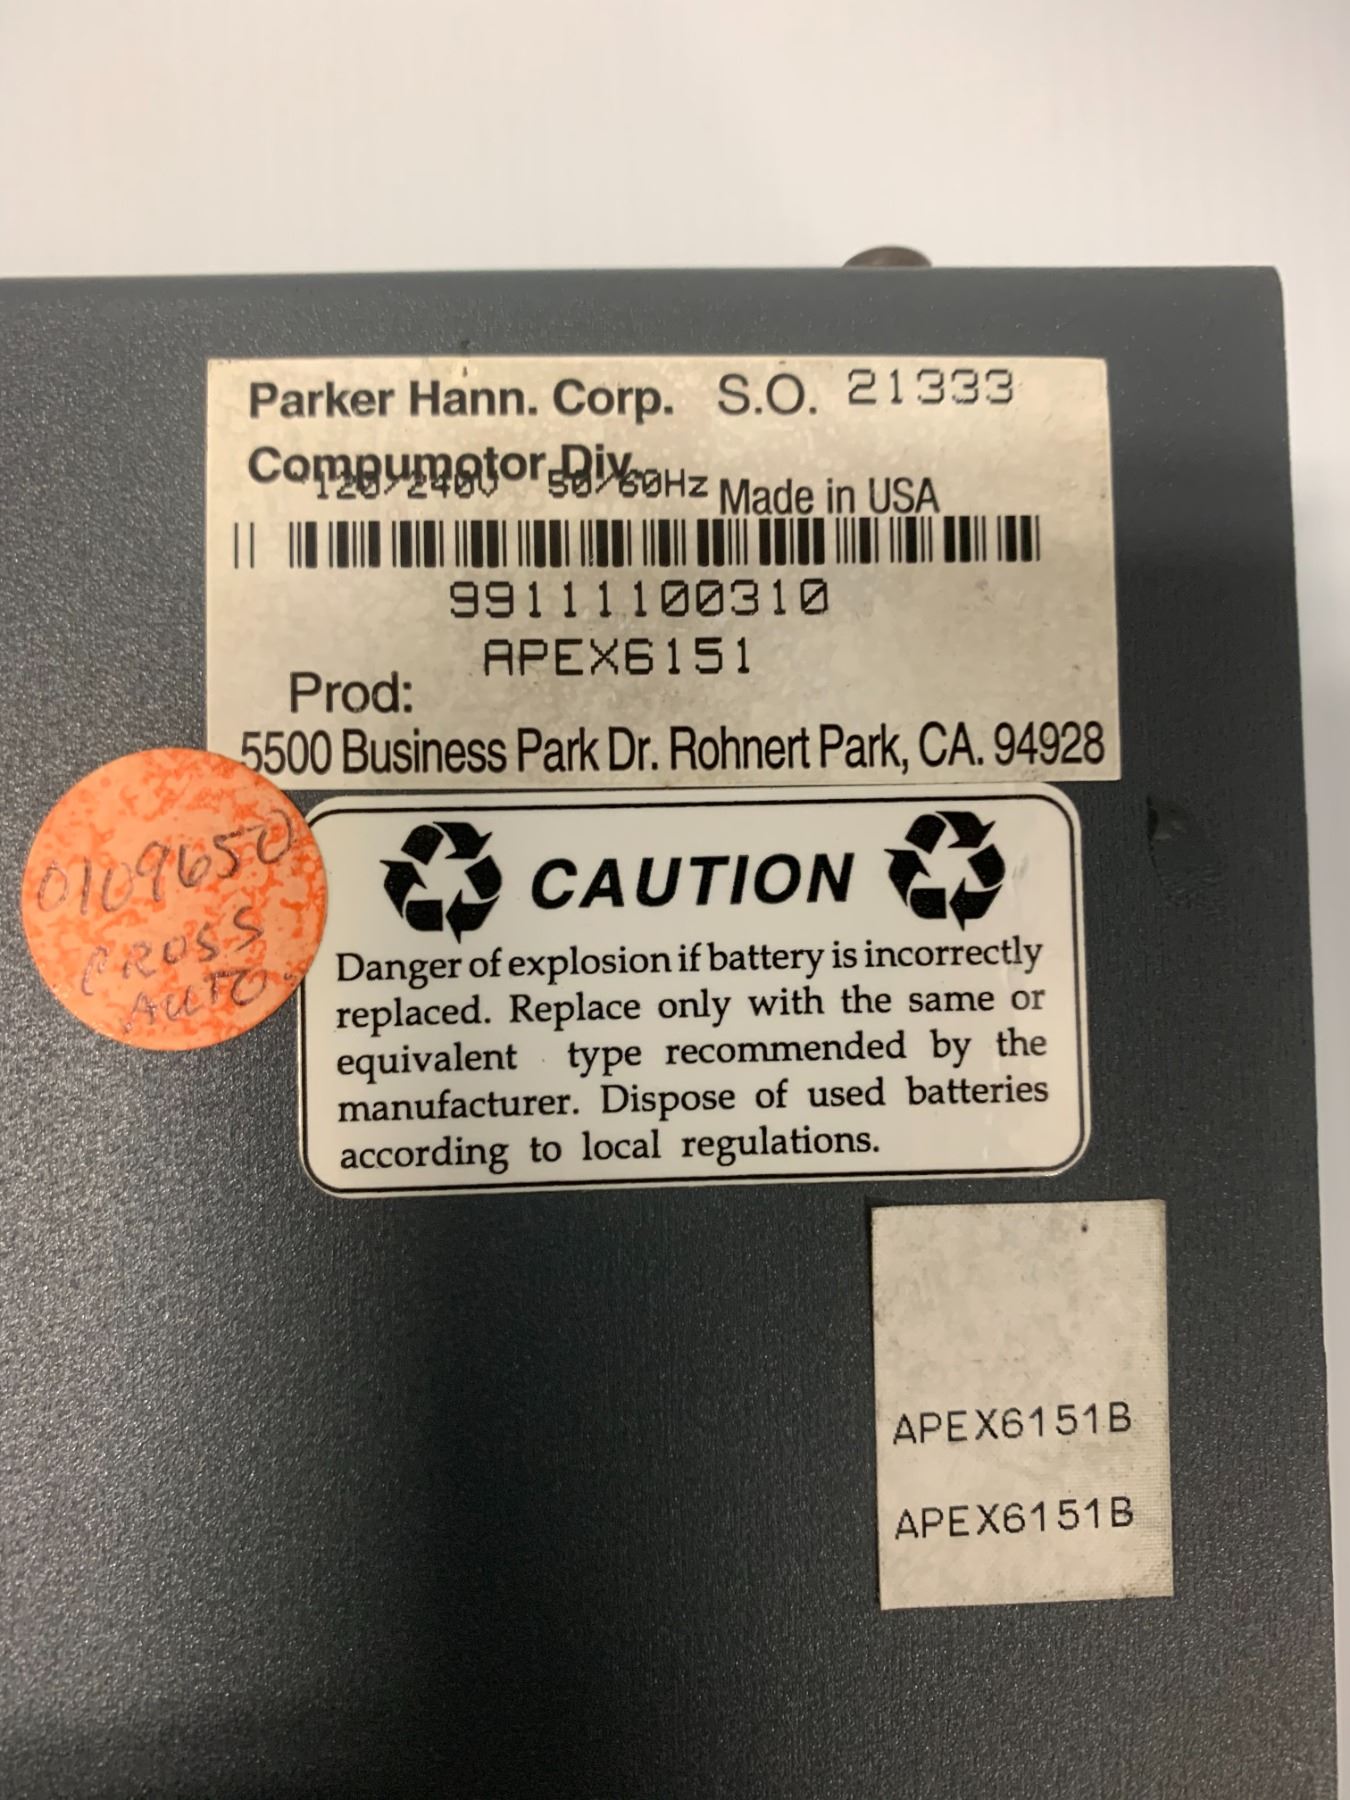 Parker Hann. Corp. S.O. 21333
Compumotor Div.
120/240V 50/60Hz Made in USA
99111100310
APEX6151
Prod:
5500 Business Park Dr. Rohnert Park, CA. 94928
0109650
CROSS
AUTO
CAUTION
Danger of explosion if battery is incorrectly
replaced. Replace only with the same or
equivalent type recommended by the
manufacturer. Dispose of used batteries
according to local regulations.
APEX6151B
APEX6151B